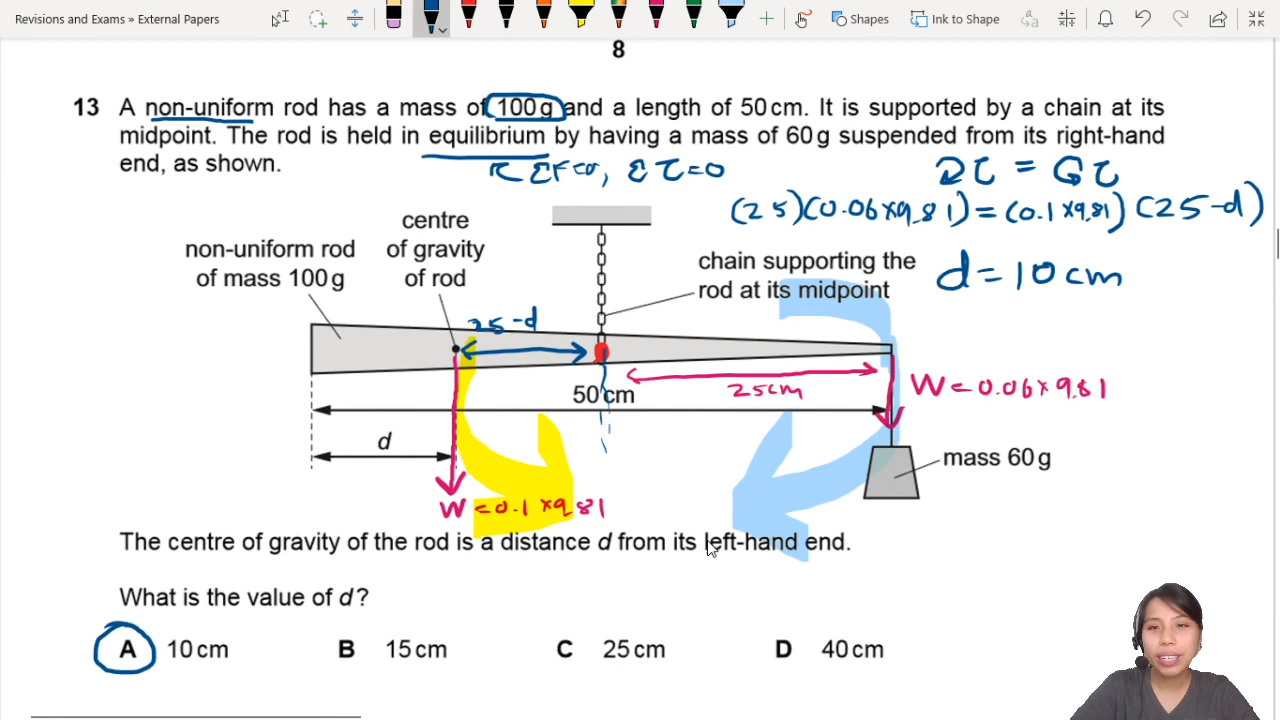 Revisions and Exams » External Papers
Shapes
Ink to Shape
8
13 A non-uniform rod has a mass of 100 g and a length of 50 cm. It is supported by a chain at its
midpoint. The rod is held in equilibrium by having a mass of 60 g suspended from its right-hand
end, as shown.
ΣF=0, Στ=0
τ = τ
(25)(0.06×9.81)=(0.1×9.81)(25-d)
d=10cm
centre
of gravity
of rod
non-uniform rod
of mass 100 g
chain supporting the
rod at its midpoint
25-d
25cm
50 cm
W=0.06×9.81
d
mass 60 g
W=0.1×9.81
The centre of gravity of the rod is a distance d from its left-hand end.
What is the value of d?
A 10 cm B 15 cm C 25 cm D 40 cm